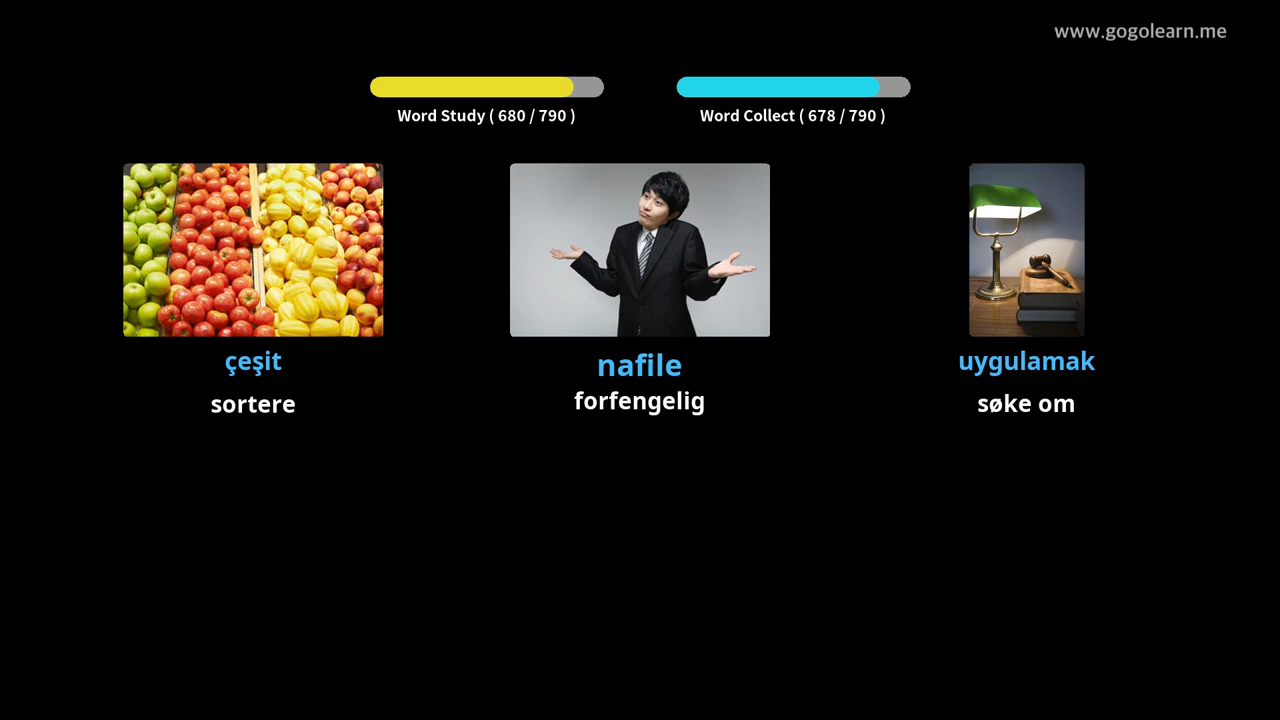 www.gogolearn.me
Word Study ( 680 / 790 )
Word Collect ( 678 / 790 )
çeşit
nafile
uygulamak
sortere
forfengelig
søke om